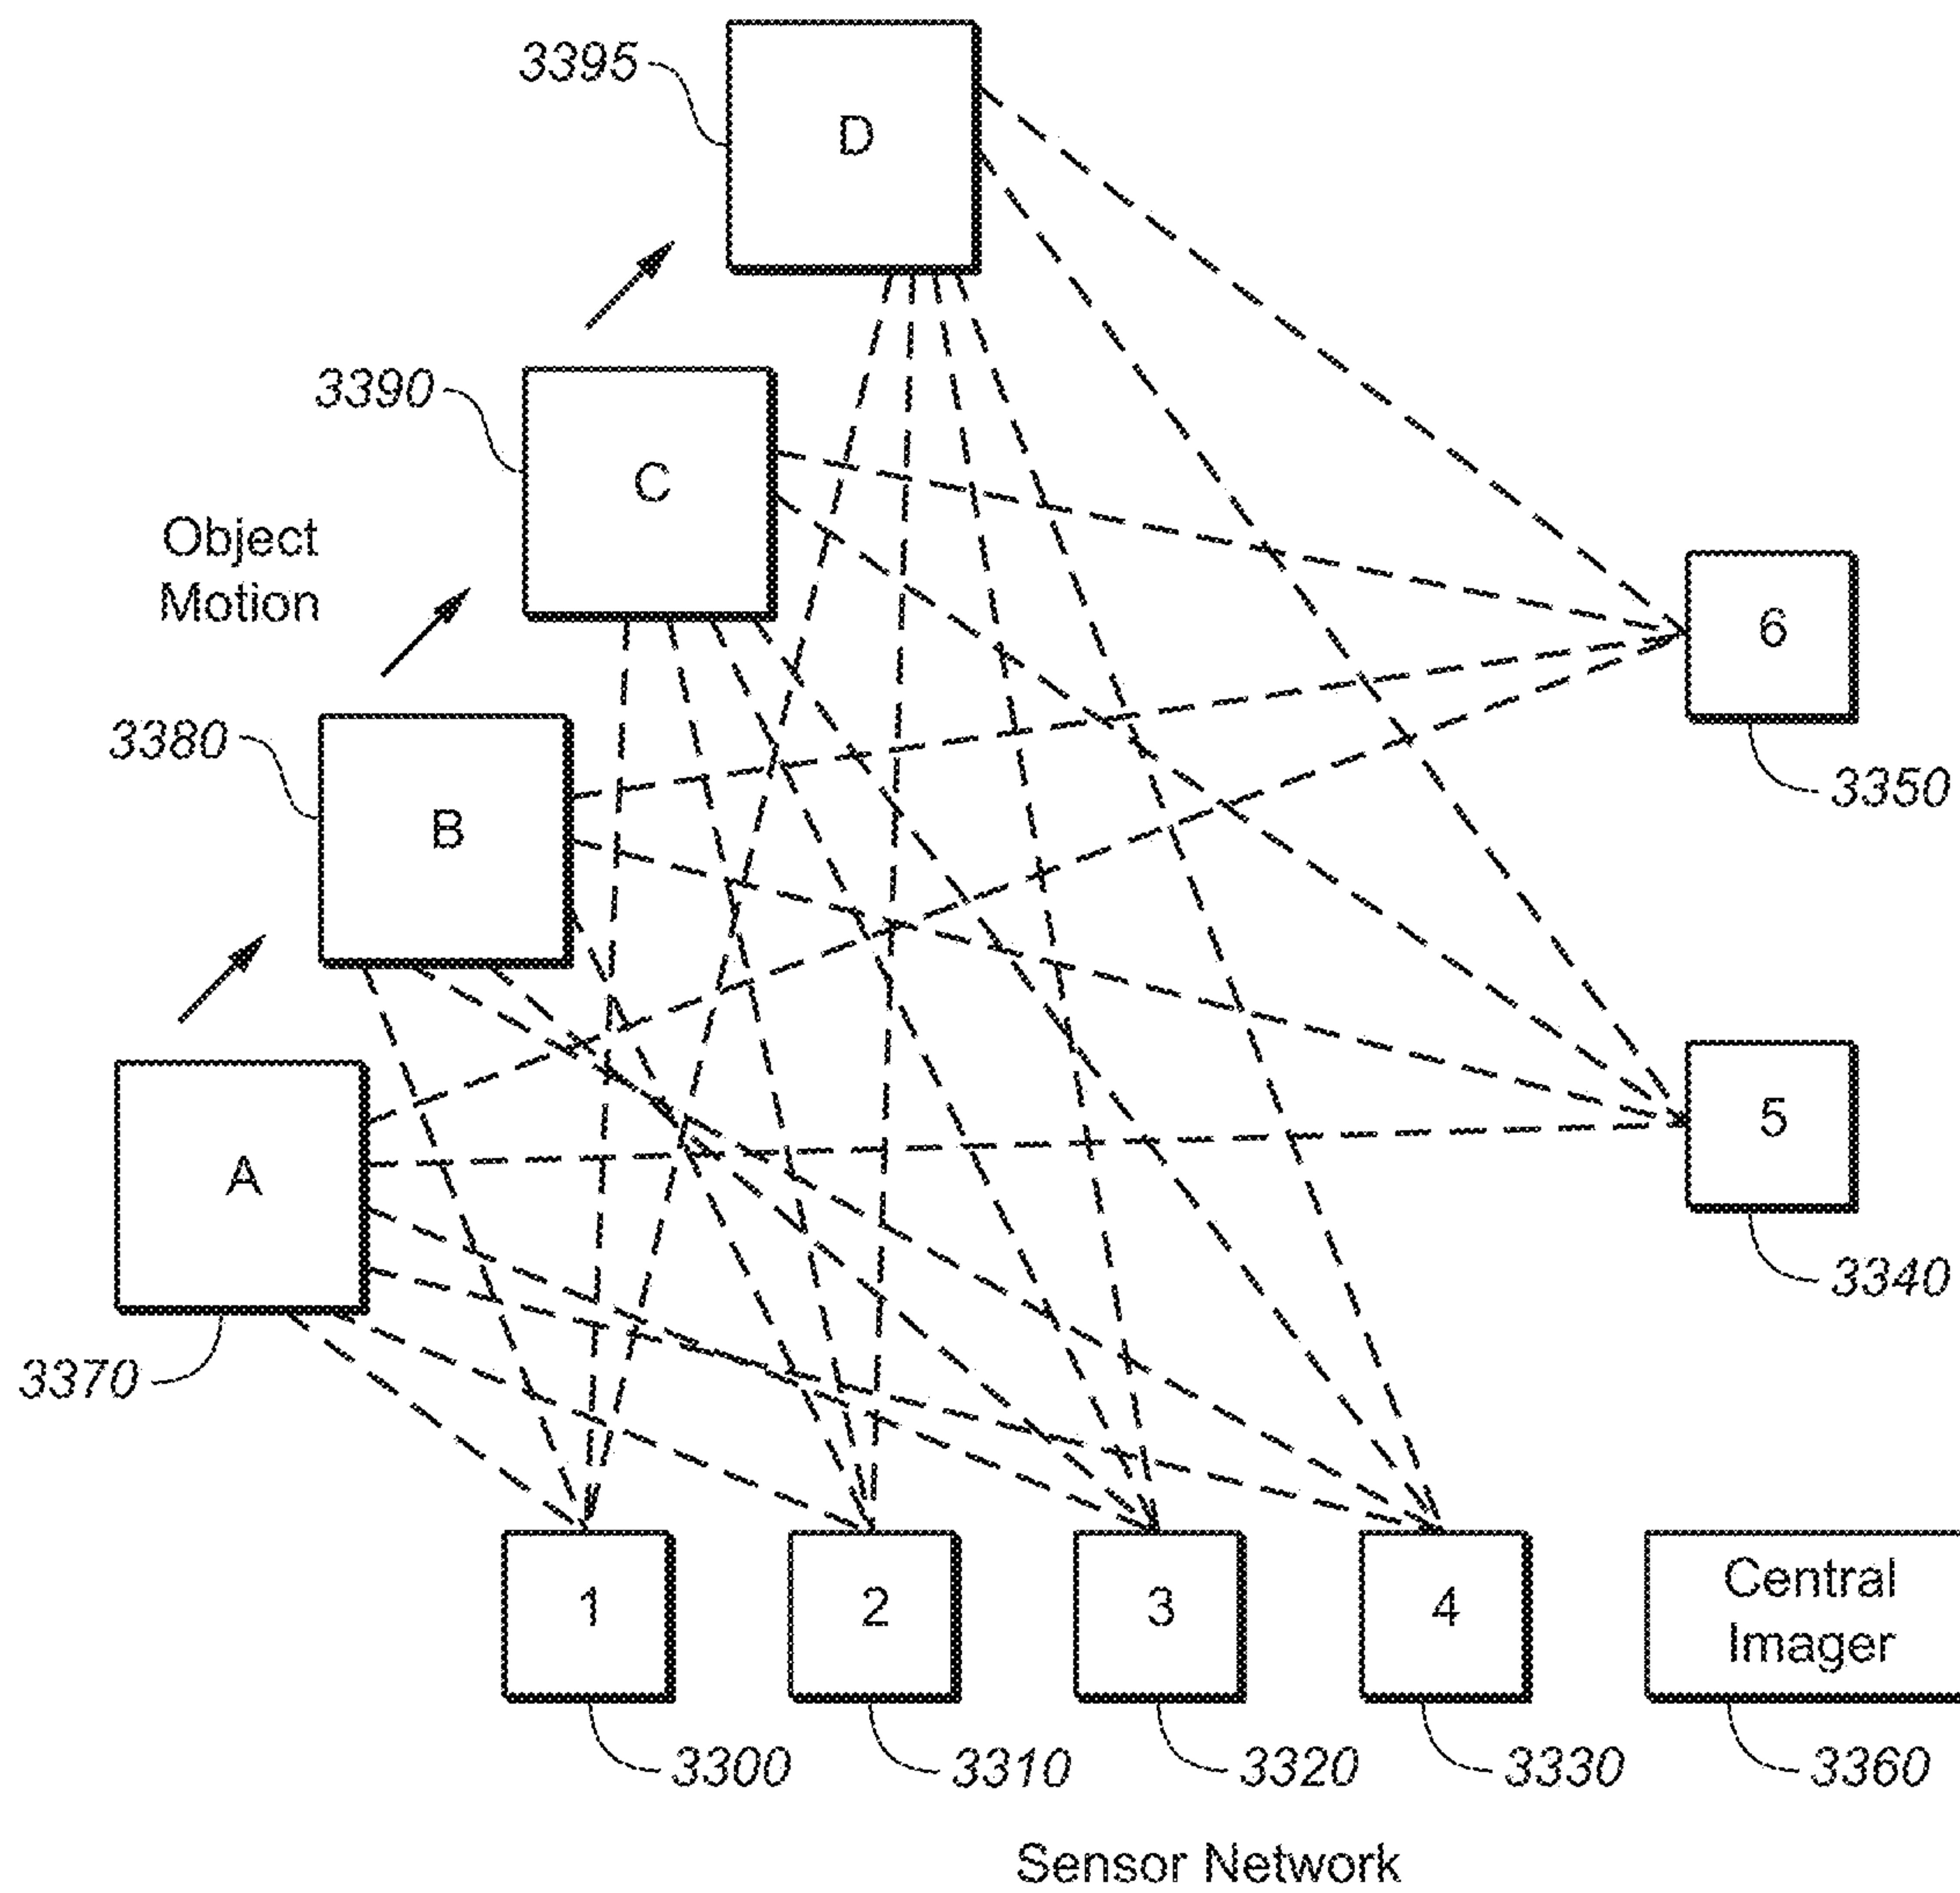 3395
D
3390
C
Object
Motion
6
3380
3350
B
5
A
3340
3370
1
2
3
4
Central
Imager
3300
3310
3320
3330
3360
Sensor Network